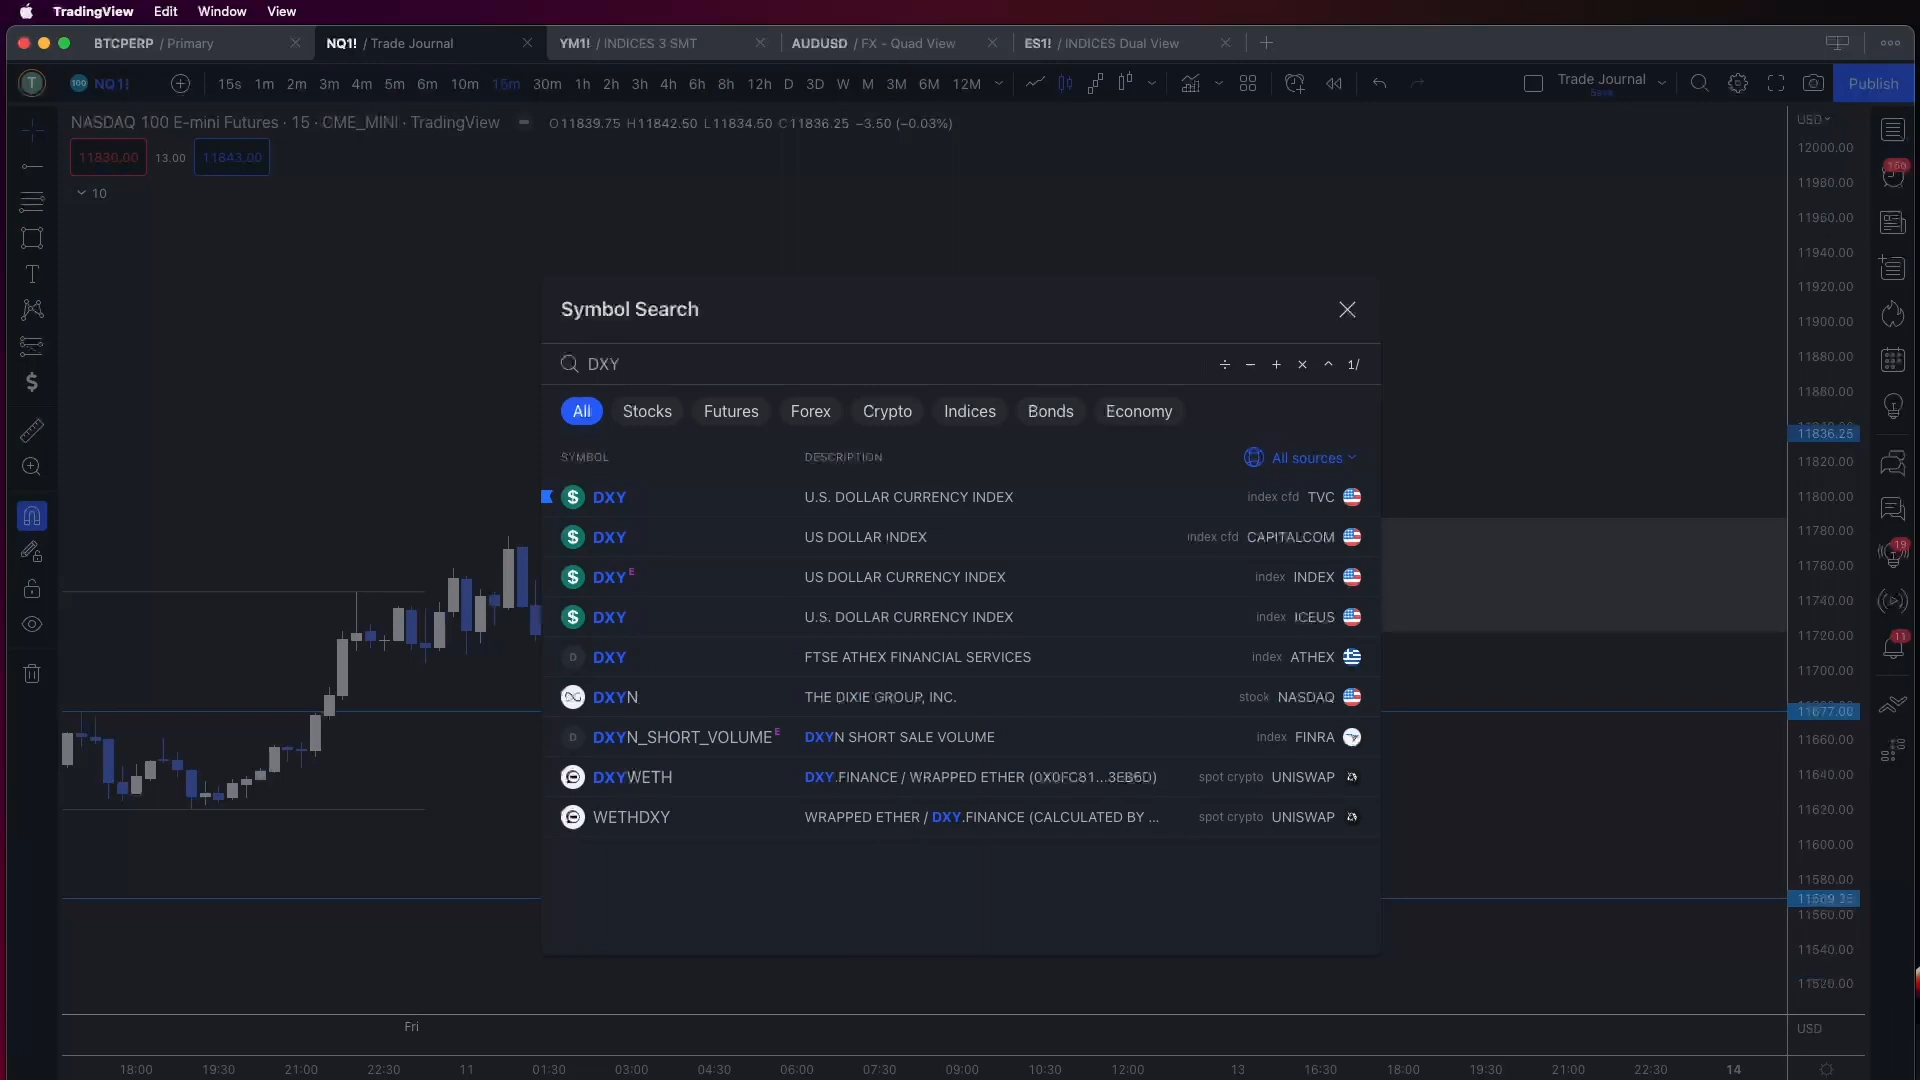 TradingView Edit Window View
BTCPERP / Primary NQ1! / Trade Journal YM1! / INDICES 3 SMT AUDUSD / FX - Quad View ES1! / INDICES Dual View
T 100 NQ1! 15s 1m 2m 3m 4m 5m 6m 10m 15m 30m 1h 2h 3h 4h 6h 8h 12h D 3D W M 3M 6M 12M Trade Journal Save Publish
NASDAQ 100 E-mini Futures · 15 · CME_MINI · TradingView O11839.75 H11842.50 L11834.50 C11836.25 −3.50 (−0.03%)
USD
11830.00 13.00 11843.00
10
Symbol Search
DXY ÷ − + × ^ 1/
All Stocks Futures Forex Crypto Indices Bonds Economy
SYMBOL DESCRIPTION All sources
DXY U.S. DOLLAR CURRENCY INDEX index cfd TVC
DXY US DOLLAR INDEX index cfd CAPITALCOM
DXY E US DOLLAR CURRENCY INDEX index INDEX
DXY U.S. DOLLAR CURRENCY INDEX index ICEUS
D DXY FTSE ATHEX FINANCIAL SERVICES index ATHEX
DXYN THE DIXIE GROUP, INC. stock NASDAQ
D DXYN_SHORT_VOLUME E DXYN SHORT SALE VOLUME index FINRA
DXYWETH DXY.FINANCE / WRAPPED ETHER (0X0FC81...3EB6D) spot crypto UNISWAP
WETHDXY WRAPPED ETHER / DXY.FINANCE (CALCULATED BY ... spot crypto UNISWAP
12000.00
11980.00
11960.00
11940.00
11920.00
11900.00
11880.00
11860.00
11836.25
11820.00
11800.00
11780.00
11760.00
11740.00
11720.00
11700.00
11677.00
11660.00
11640.00
11620.00
11600.00
11580.00
11560.00
11540.00
11520.00
19
11
Fri USD
18:00 19:30 21:00 22:30 11 01:30 03:00 04:30 06:00 07:30 09:00 10:30 12:00 13 16:30 18:00 19:30 21:00 22:30 14